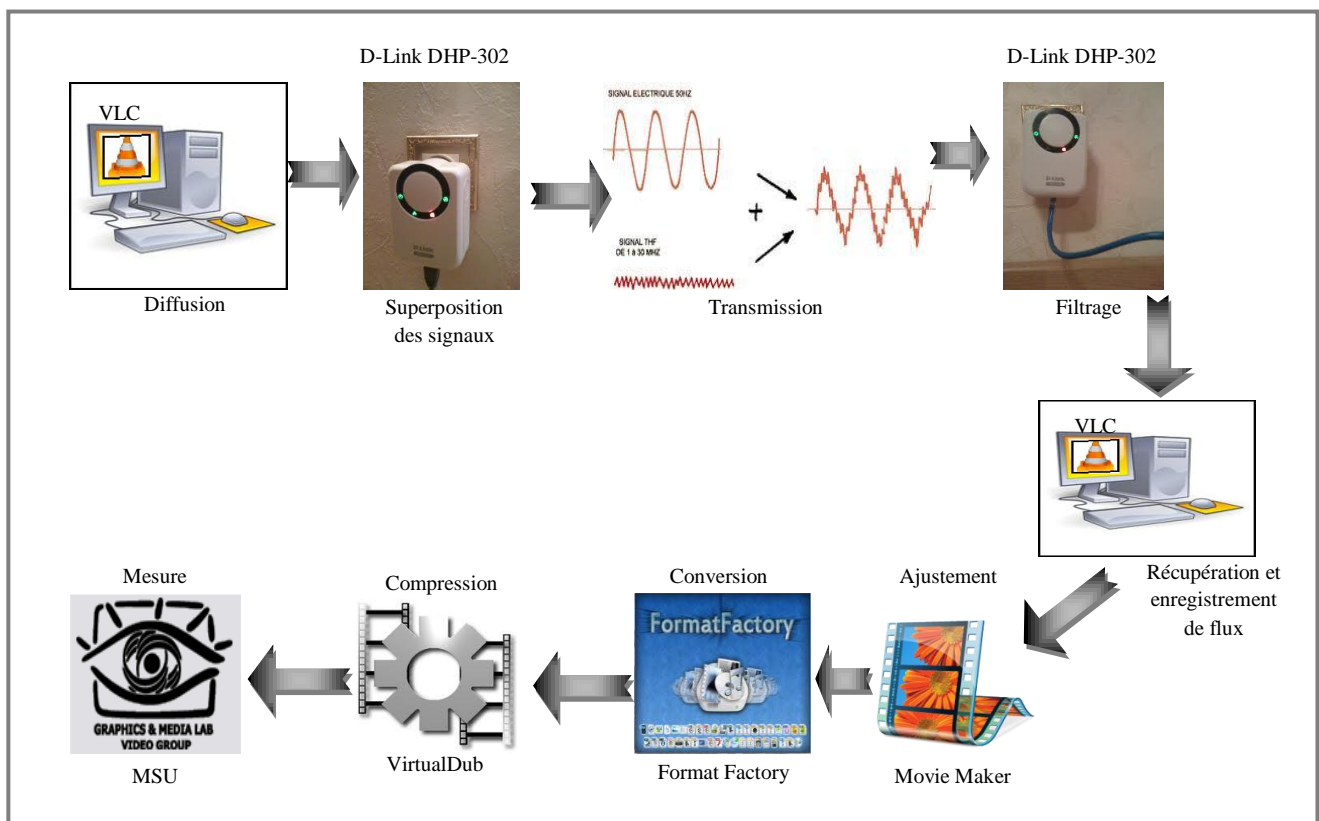 D-Link DHP-302
D-Link DHP-302
VLC
SIGNAL ELECTRIQUE 50HZ
+
SIGNAL THF
DE 1 à 30 MHZ
D-Link
D-Link
Diffusion
Superposition
des signaux
Transmission
Filtrage
VLC
Récupération et
enregistrement
de flux
Mesure
Compression
Conversion
Ajustement
FormatFactory
GRAPHICS & MEDIA LAB
VIDEO GROUP
MSU
VirtualDub
Format Factory
Movie Maker